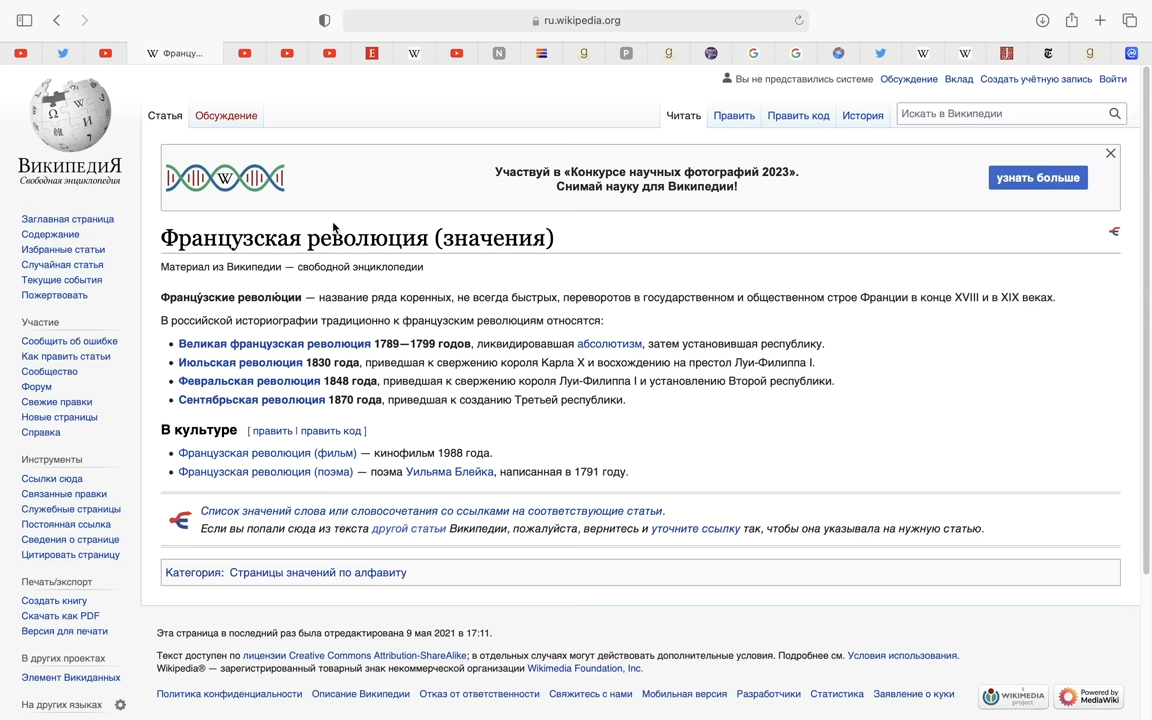 ru.wikipedia.org
Францу...
Вы не представились системе Обсуждение Вклад Создать учётную запись Войти
Статья Обсуждение Читать Править Править код История Искать в Википедии
ВикипедиЯ
Свободная энциклопедия
Участвуй в «Конкурсе научных фотографий 2023».
Снимай науку для Википедии!
узнать больше
Заглавная страница
Содержание
Избранные статьи
Случайная статья
Текущие события
Пожертвовать
Участие
Сообщить об ошибке
Как править статьи
Сообщество
Форум
Свежие правки
Новые страницы
Справка
Инструменты
Ссылки сюда
Связанные правки
Служебные страницы
Постоянная ссылка
Сведения о странице
Цитировать страницу
Печать/экспорт
Создать книгу
Скачать как PDF
Версия для печати
В других проектах
Элемент Викиданных
На других языках
Французская революция (значения)
Материал из Википедии — свободной энциклопедии
Францу́зские револю́ции — название ряда коренных, не всегда быстрых, переворотов в государственном и общественном строе Франции в конце XVIII и в XIX веках.
В российской историографии традиционно к французским революциям относятся:
• Великая французская революция 1789—1799 годов, ликвидировавшая абсолютизм, затем установившая республику.
• Июльская революция 1830 года, приведшая к свержению короля Карла X и восхождению на престол Луи-Филиппа I.
• Февральская революция 1848 года, приведшая к свержению короля Луи-Филиппа I и установлению Второй республики.
• Сентябрьская революция 1870 года, приведшая к созданию Третьей республики.
В культуре [ править | править код ]
• Французская революция (фильм) — кинофильм 1988 года.
• Французская революция (поэма) — поэма Уильяма Блейка, написанная в 1791 году.
Список значений слова или словосочетания со ссылками на соответствующие статьи.
Если вы попали сюда из текста другой статьи Википедии, пожалуйста, вернитесь и уточните ссылку так, чтобы она указывала на нужную статью.
Категория: Страницы значений по алфавиту
Эта страница в последний раз была отредактирована 9 мая 2021 в 17:11.
Текст доступен по лицензии Creative Commons Attribution-ShareAlike; в отдельных случаях могут действовать дополнительные условия. Подробнее см. Условия использования.
Wikipedia® — зарегистрированный товарный знак некоммерческой организации Wikimedia Foundation, Inc.
Политика конфиденциальности Описание Википедии Отказ от ответственности Свяжитесь с нами Мобильная версия Разработчики Статистика Заявление о куки
WIKIMEDIA
project
Powered by
MediaWiki